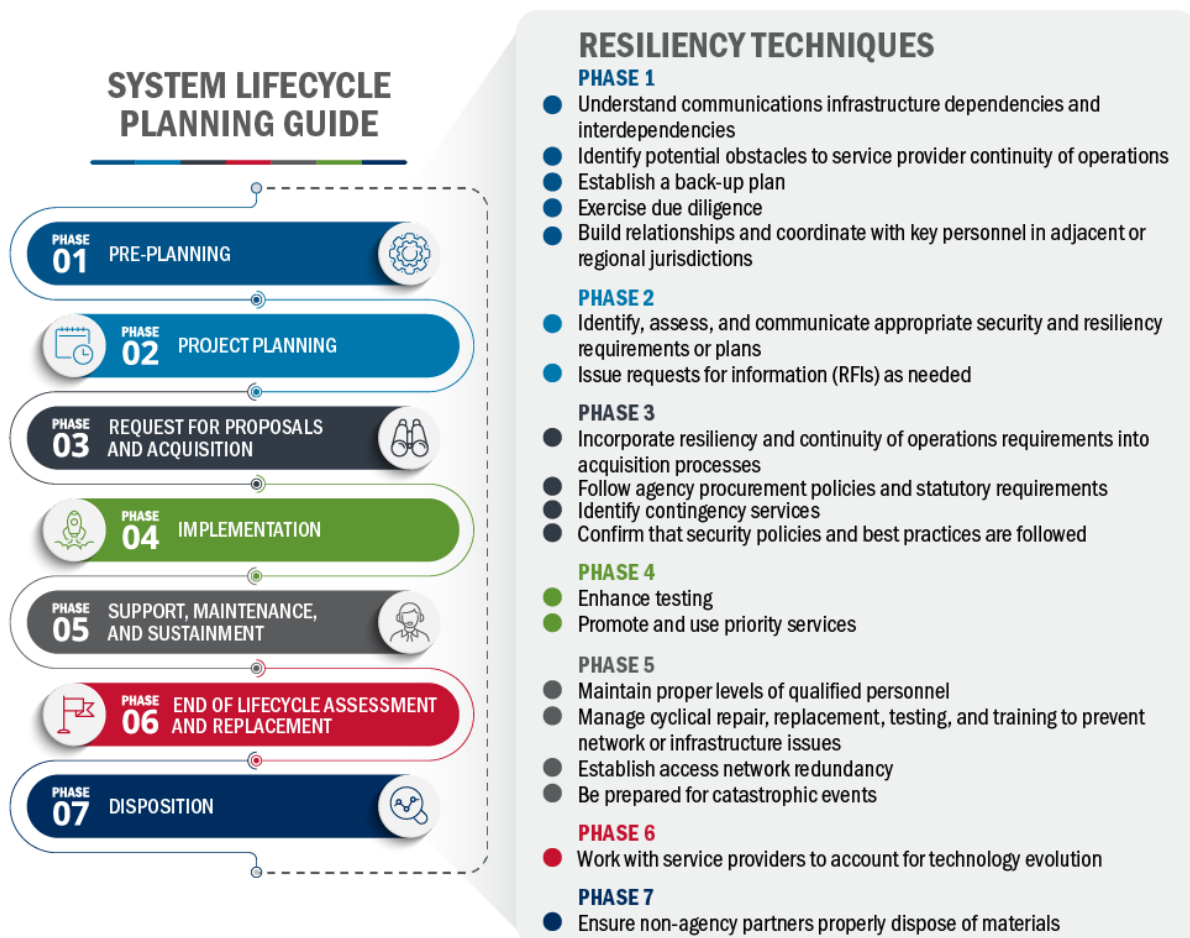 SYSTEM LIFECYCLE
PLANNING GUIDE
PHASE
01
PRE-PLANNING
PHASE
02
PROJECT PLANNING
PHASE
03
REQUEST FOR PROPOSALS
AND ACQUISITION
PHASE
04
IMPLEMENTATION
PHASE
05
SUPPORT, MAINTENANCE,
AND SUSTAINMENT
PHASE
06
END OF LIFECYCLE ASSESSMENT
AND REPLACEMENT
PHASE
07
DISPOSITION
RESILIENCY TECHNIQUES
PHASE 1
Understand communications infrastructure dependencies and
interdependencies
Identify potential obstacles to service provider continuity of operations
Establish a back-up plan
Exercise due diligence
Build relationships and coordinate with key personnel in adjacent or
regional jurisdictions
PHASE 2
Identify, assess, and communicate appropriate security and resiliency
requirements or plans
Issue requests for information (RFIs) as needed
PHASE 3
Incorporate resiliency and continuity of operations requirements into
acquisition processes
Follow agency procurement policies and statutory requirements
Identify contingency services
Confirm that security policies and best practices are followed
PHASE 4
Enhance testing
Promote and use priority services
PHASE 5
Maintain proper levels of qualified personnel
Manage cyclical repair, replacement, testing, and training to prevent
network or infrastructure issues
Establish access network redundancy
Be prepared for catastrophic events
PHASE 6
Work with service providers to account for technology evolution
PHASE 7
Ensure non-agency partners properly dispose of materials